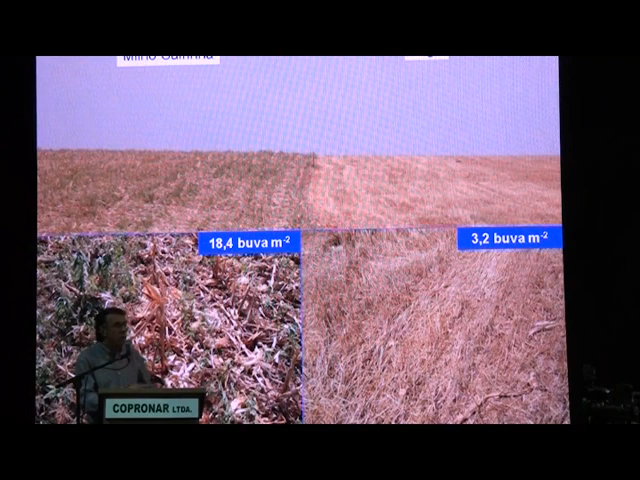 Milho Safrinha
18,4 buva m-2
3,2 buva m-2
COPRONAR LTDA.